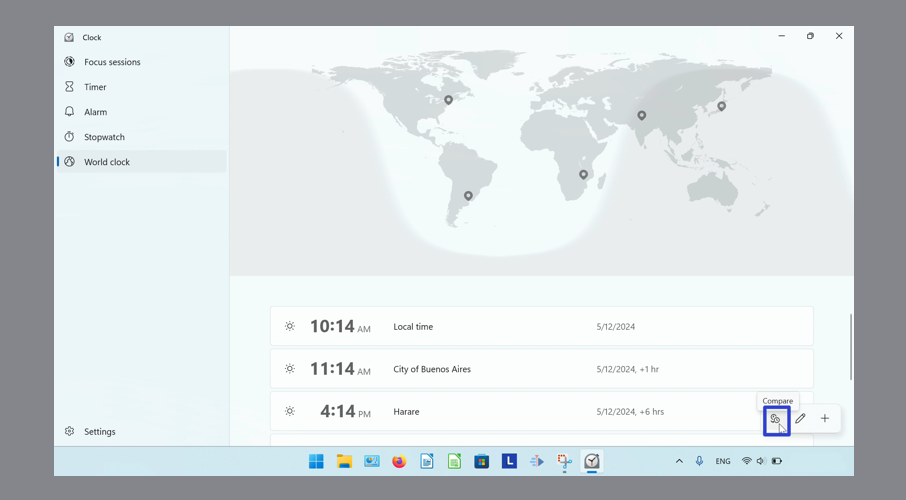 Clock
Focus sessions
Timer
Alarm
Stopwatch
World clock
10:14 AM Local time 5/12/2024
11:14 AM City of Buenos Aires 5/12/2024, +1 hr
4:14 PM Harare 5/12/2024, +6 hrs
Compare
Settings
L
ENG